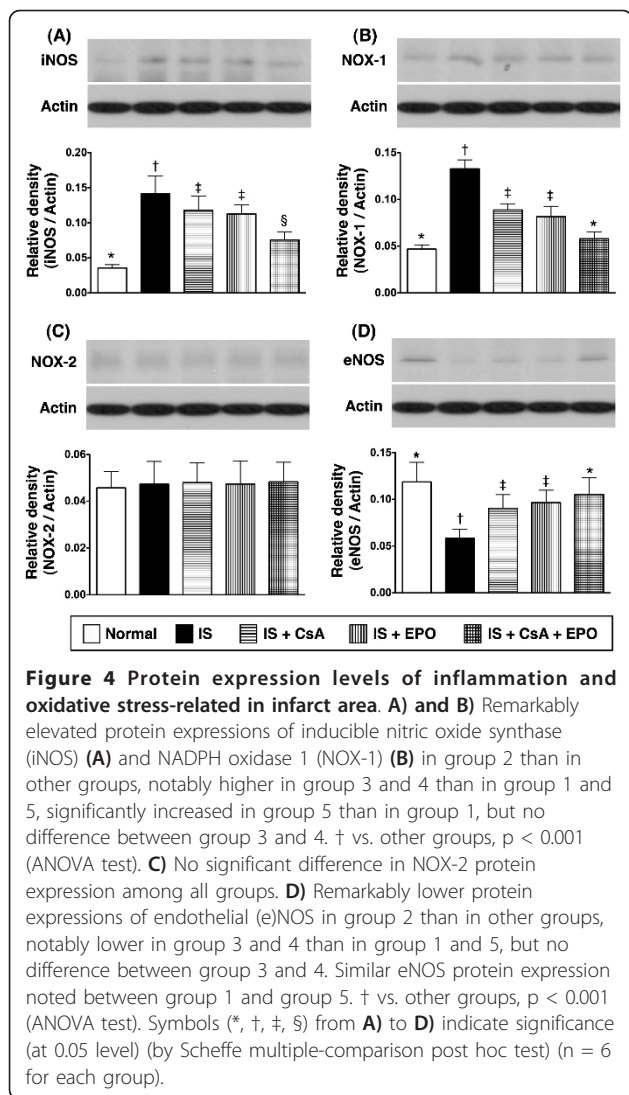 (A)
iNOS
Actin
Relative density
(iNOS / Actin)
0.20
0.15
0.10
0.05
0.00
*
†
‡
‡
§
(B)
NOX-1
Actin
Relative density
(NOX-1 / Actin)
0.15
0.10
0.05
0.00
*
†
‡
‡
*
(C)
NOX-2
Actin
Relative density
(NOX-2 / Actin)
0.06
0.04
0.02
0.00
(D)
eNOS
Actin
Relative density
(eNOS / Actin)
0.15
0.10
0.05
0.00
*
†
‡
‡
*
Normal IS IS + CsA IS + EPO IS + CsA + EPO
Figure 4 Protein expression levels of inflammation and
oxidative stress-related in infarct area. A) and B) Remarkably
elevated protein expressions of inducible nitric oxide synthase
(iNOS) (A) and NADPH oxidase 1 (NOX-1) (B) in group 2 than in
other groups, notably higher in group 3 and 4 than in group 1 and
5, significantly increased in group 5 than in group 1, but no
difference between group 3 and 4. † vs. other groups, p < 0.001
(ANOVA test). C) No significant difference in NOX-2 protein
expression among all groups. D) Remarkably lower protein
expressions of endothelial (e)NOS in group 2 than in other groups,
notably lower in group 3 and 4 than in group 1 and 5, but no
difference between group 3 and 4. Similar eNOS protein expression
noted between group 1 and group 5. † vs. other groups, p < 0.001
(ANOVA test). Symbols (*, †, ‡, §) from A) to D) indicate significance
(at 0.05 level) (by Scheffe multiple-comparison post hoc test) (n = 6
for each group).